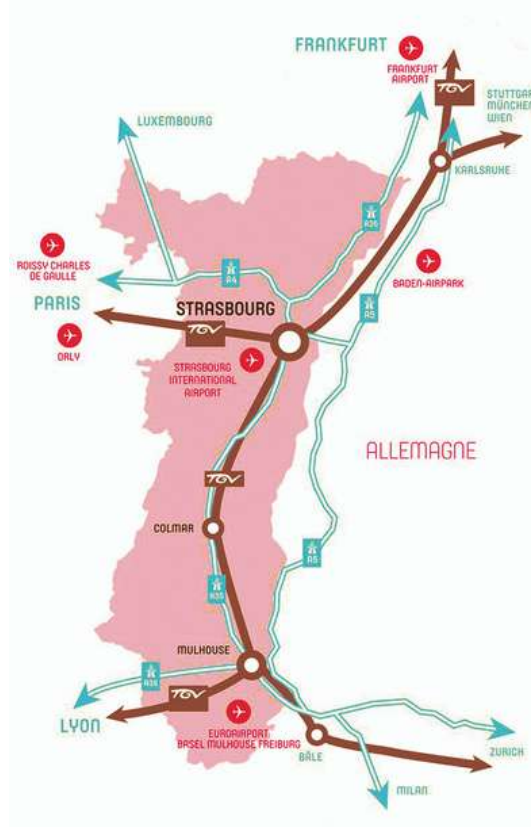 FRANKFURT
FRANKFURT
AIRPORT
TGV
STUTTGAR
MÜNCHEN
WIEN
LUXEMBOURG
KARLSRUHE
A35
ROISSY CHARLES
DE GAULLE
A4
BADEN-AIRPARK
PARIS
STRASBOURG
A5
TGV
ORLY
STRASBOURG
INTERNATIONAL
AIRPORT
ALLEMAGNE
TGV
COLMAR
A5
A35
MULHOUSE
A36
TGV
LYON
EUROAIRPORT
BASEL MULHOUSE FREIBURG
BÂLE
ZURICH
MILAN